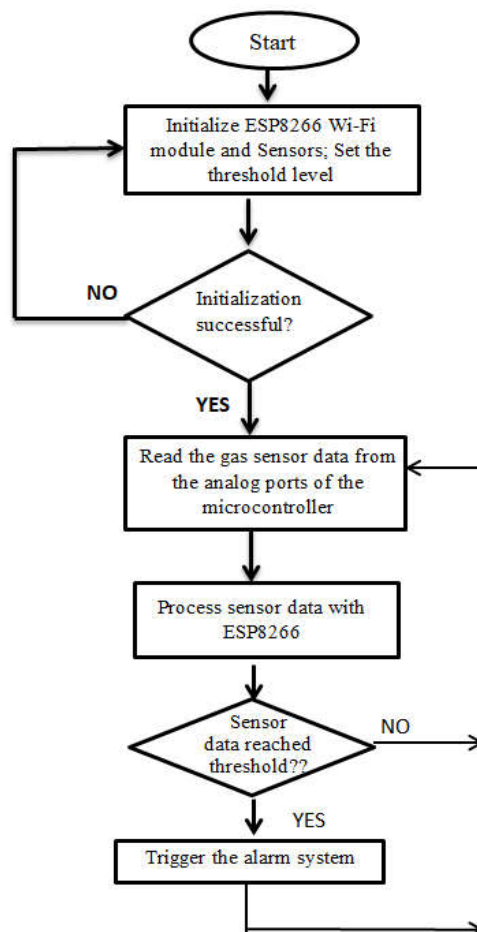 Start
Initialize ESP8266 Wi-Fi
module and Sensors; Set the
threshold level
NO
Initialization
successful?
YES
Read the gas sensor data from
the analog ports of the
microcontroller
Process sensor data with
ESP8266
Sensor
data reached
threshold??
NO
YES
Trigger the alarm system